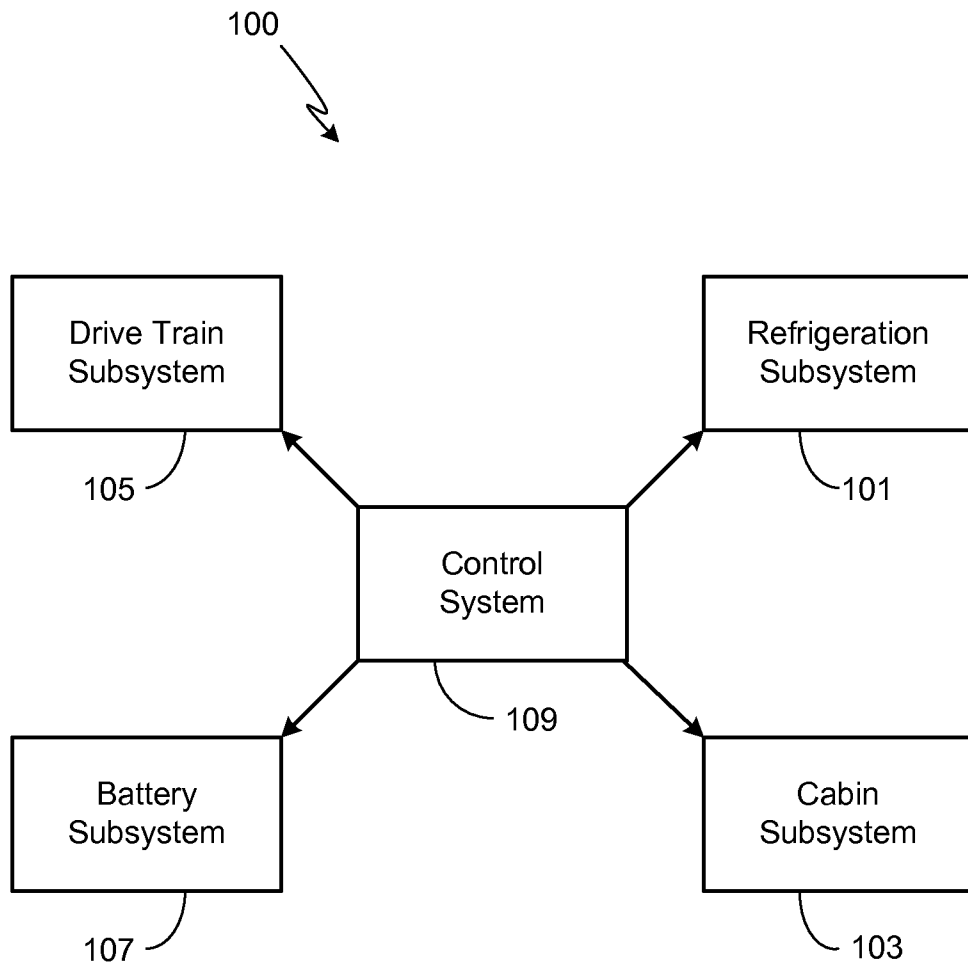 100
Drive Train
Subsystem
Refrigeration
Subsystem
105
101
Control
System
109
Battery
Subsystem
Cabin
Subsystem
107
103